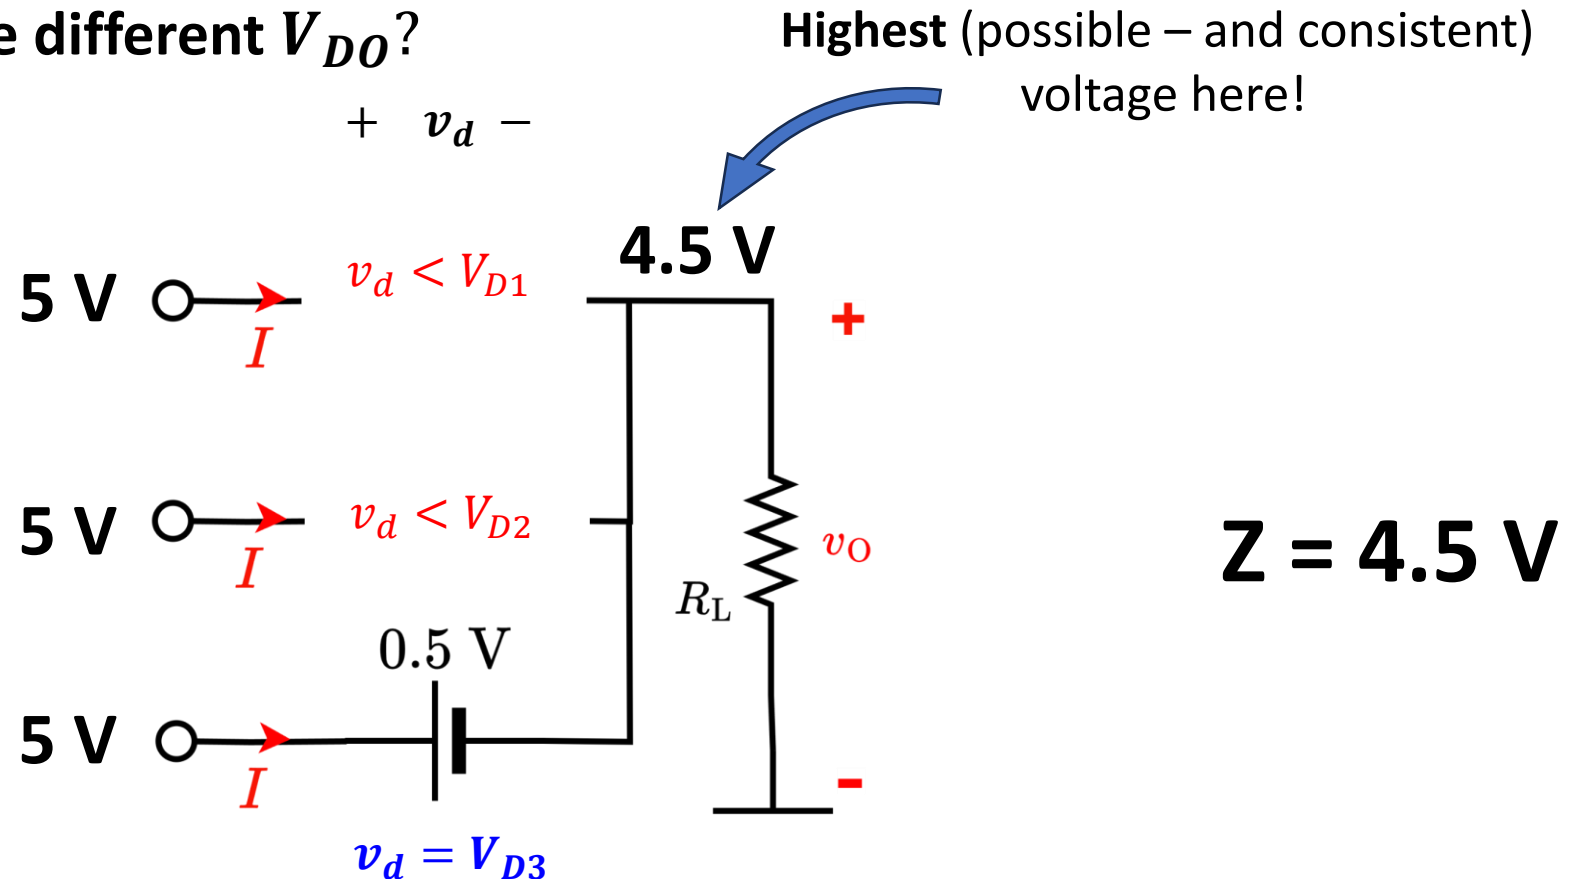 e different V_DO?
Highest (possible – and consistent)
voltage here!
+ v_d −
4.5 V
5 V
v_d < V_D1
+
I
5 V
v_d < V_D2
I
v_O
Z = 4.5 V
R_L
0.5 V
5 V
I
-
v_d = V_D3